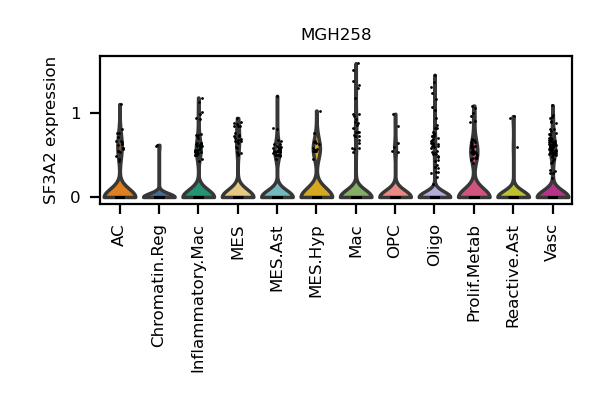 MGH258
SF3A2 expression
1
0
AC
Chromatin.Reg
Inflammatory.Mac
MES
MES.Ast
MES.Hyp
Mac
OPC
Oligo
Prolif.Metab
Reactive.Ast
Vasc